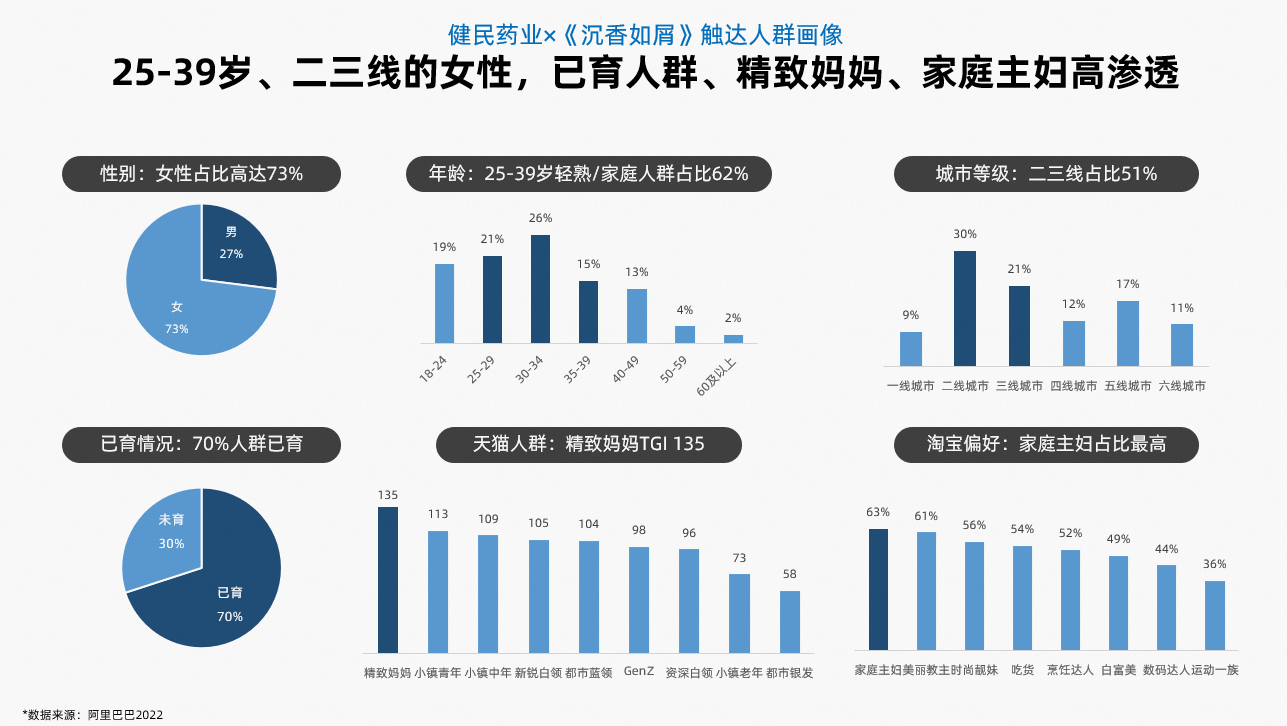 健民药业×《沉香如屑》触达人群画像
25-39岁、二三线的女性，已育人群、精致妈妈、家庭主妇高渗透
性别：女性占比高达73%
男
27%
女
73%
年龄：25-39岁轻熟/家庭人群占比62%
19%
21%
26%
15%
13%
4%
2%
18-24
25-29
30-34
35-39
40-49
50-59
60及以上
城市等级：二三线占比51%
9%
30%
21%
12%
17%
11%
一线城市 二线城市 三线城市 四线城市 五线城市 六线城市
已育情况：70%人群已育
未育
30%
已育
70%
天猫人群：精致妈妈TGI 135
135
113
109
105
104
98
96
73
58
精致妈妈 小镇青年 小镇中年 新锐白领 都市蓝领 GenZ 资深白领 小镇老年 都市银发
淘宝偏好：家庭主妇占比最高
63%
61%
56%
54%
52%
49%
44%
36%
家庭主妇 美丽教主 时尚靓妹 吃货 烹饪达人 白富美 数码达人 运动一族
*数据来源：阿里巴巴2022